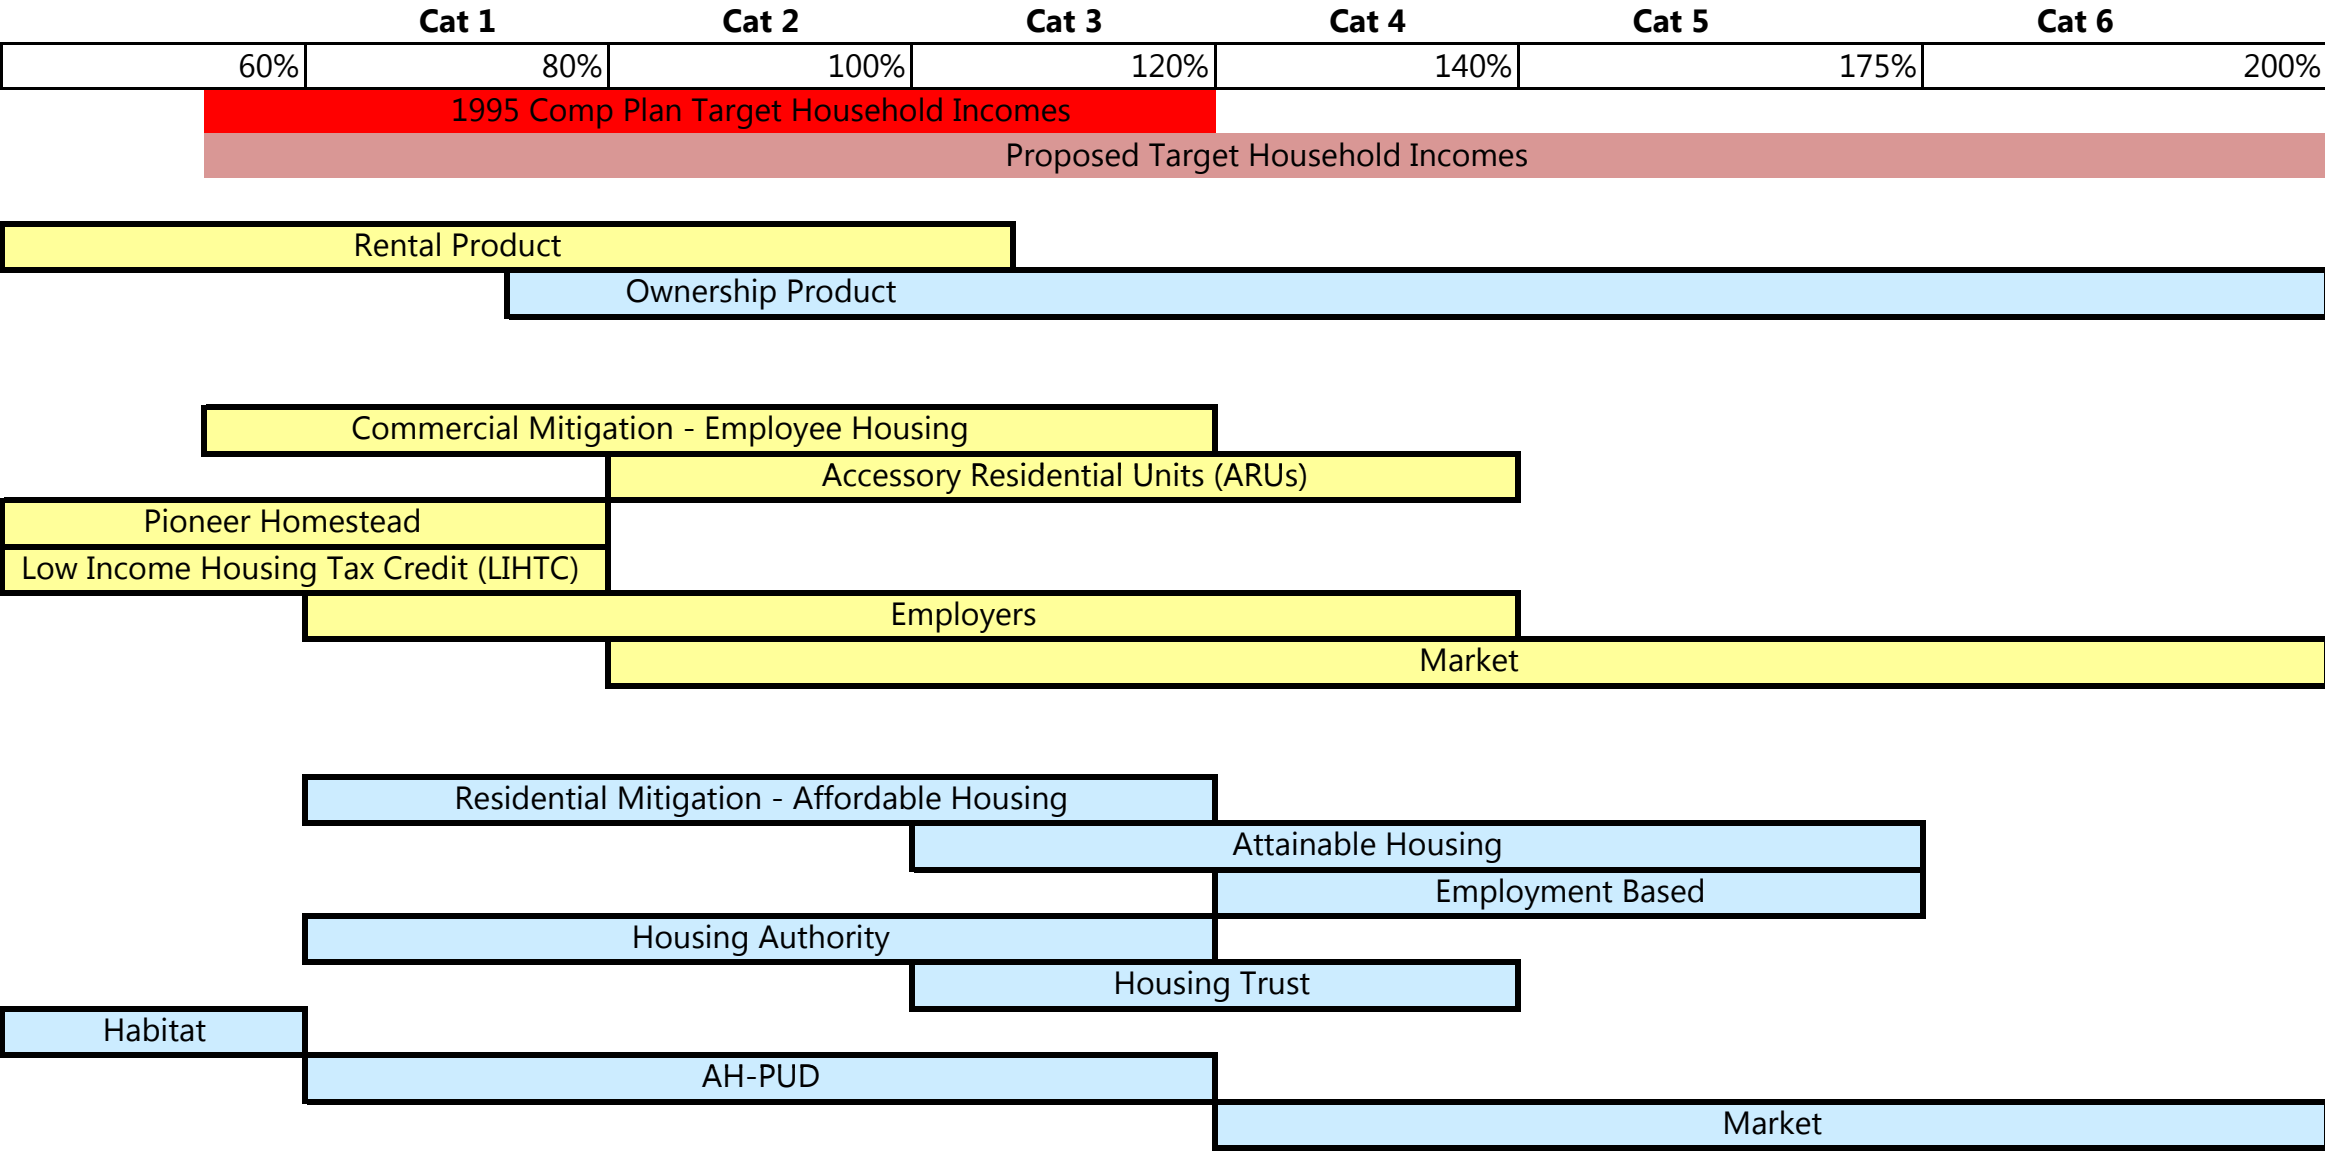 Cat 1 Cat 2 Cat 3 Cat 4 Cat 5 Cat 6
60% 80% 100% 120% 140% 175% 200%
1995 Comp Plan Target Household Incomes
Proposed Target Household Incomes
Rental Product
Ownership Product
Commercial Mitigation - Employee Housing
Accessory Residential Units (ARUs)
Pioneer Homestead
Low Income Housing Tax Credit (LIHTC)
Employers
Market
Residential Mitigation - Affordable Housing
Attainable Housing
Employment Based
Housing Authority
Housing Trust
Habitat
AH-PUD
Market